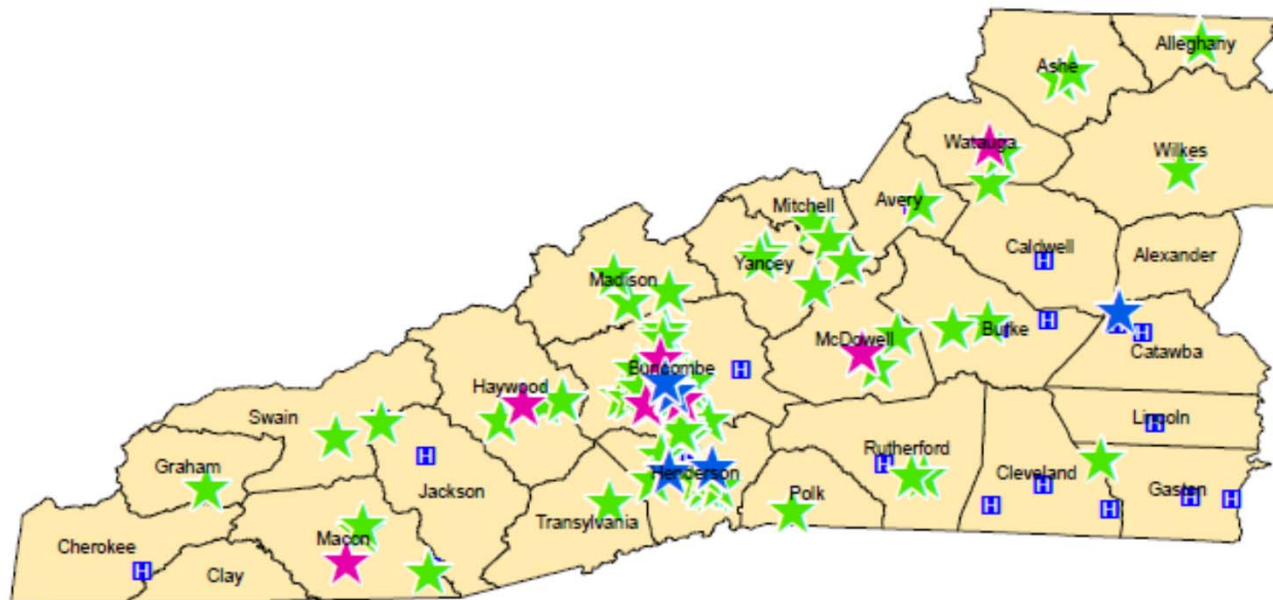 Alleghany
Ashe
Watauga
Wilkes
Mitchell
Avery
Caldwell
Alexander
Yancey
Madison
H
McDowell
Burke
H
H
Catawba
Buncombe
H
Haywood
Swain
Lincoln
H
Graham
H
Jackson
Henderson
Rutherford
H
Cleveland
H
H
H
Gaston
H
H
Polk
Transylvania
Macon
Cherokee
H
Clay